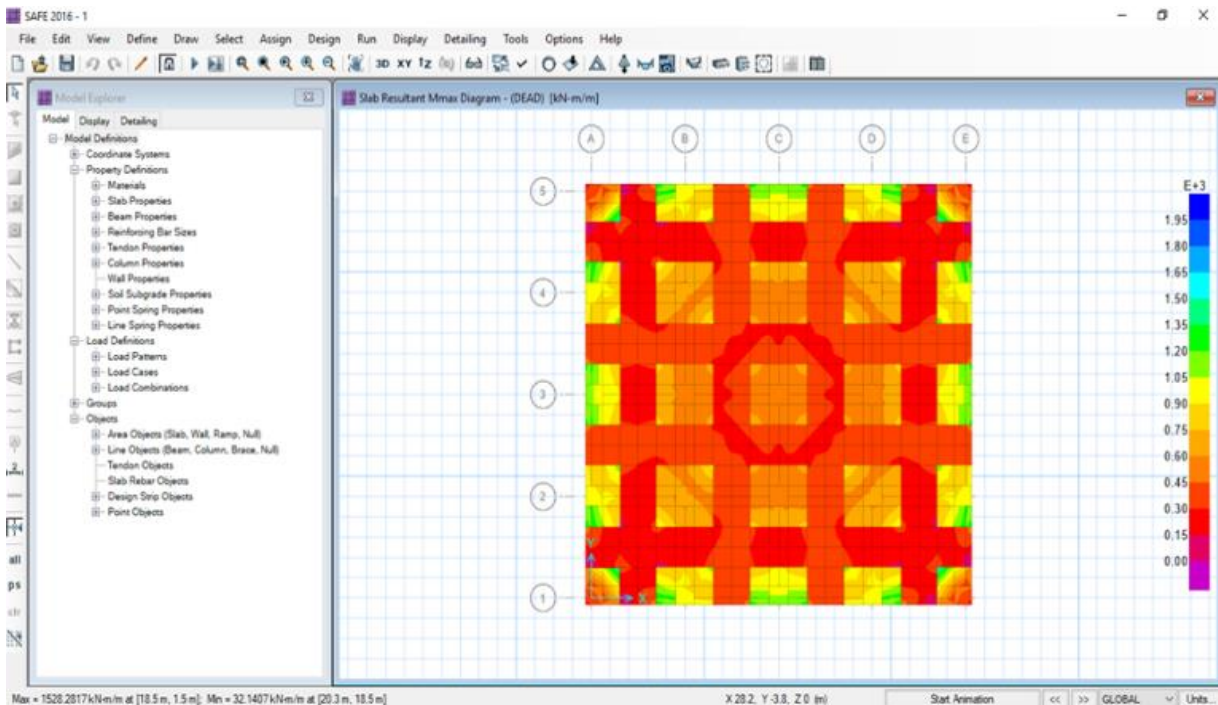 SAFE 2016 - 1
File Edit View Define Draw Select Assign Design Run Display Detailing Tools Options Help
3D XY
Model Explorer
Model Display Detailing
Model Definitions
Coordinate Systems
Property Definitions
Materials
Slab Properties
Beam Properties
Reinforcing Bar Sizes
Tendon Properties
Column Properties
Wall Properties
Soil Subgrade Properties
Point Spring Properties
Line Spring Properties
Load Definitions
Load Patterns
Load Cases
Load Combinations
Groups
Objects
Area Objects (Slab, Wall, Ramp, Null)
Line Objects (Beam, Column, Brace, Null)
Tendon Objects
Slab Rebar Objects
Design Strip Objects
Point Objects
all
ps
clr
Slab Resultant Mmax Diagram - (DEAD) [kN-m/m]
A B C D E
5
4
3
2
1
Y
X
E+3
1.95
1.80
1.65
1.50
1.35
1.20
1.05
0.90
0.75
0.60
0.45
0.30
0.15
0.00
Max = 1528.2817 kN-m/m at [18.5 m, 1.5 m]; Min = 32.1407 kN-m/m at [20.3 m, 18.5 m]
X 28.2, Y -3.8, Z 0 (m)
Start Animation << >> GLOBAL Units...